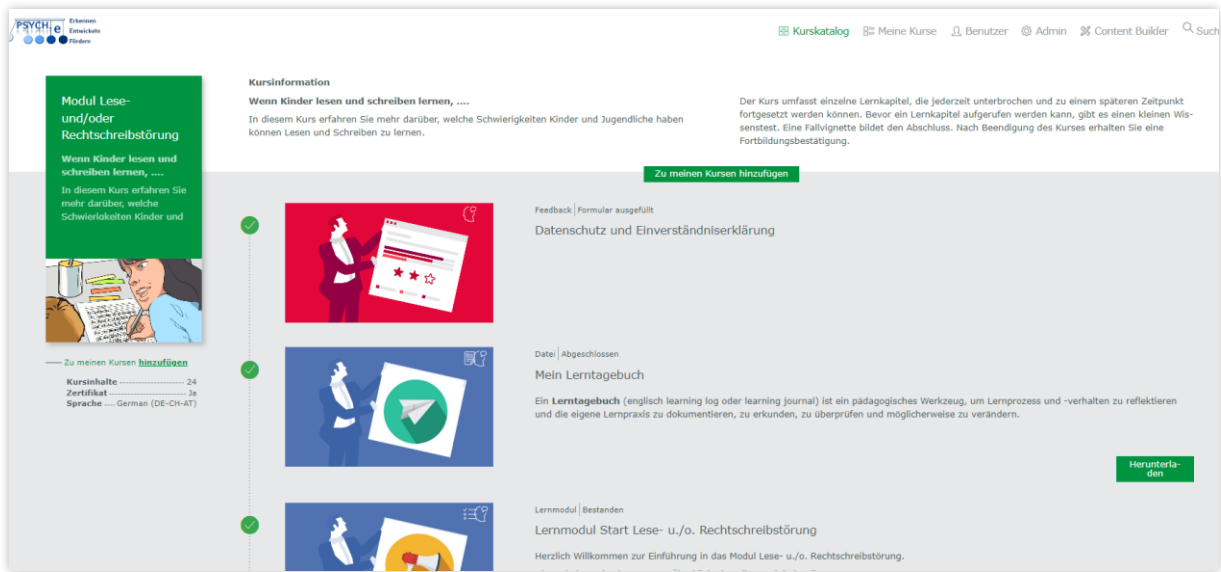 PSYCH e
Erkennen
Entwickeln
Fördern
Kurskatalog Meine Kurse Benutzer Admin Content Builder Such
Modul Lese-
und/oder
Rechtschreibstörung
Wenn Kinder lesen und
schreiben lernen, ....
In diesem Kurs erfahren Sie
mehr darüber, welche
Schwierigkeiten Kinder und
Zu meinen Kursen hinzufügen
Kursinhalte 24
Zertifikat Ja
Sprache German (DE-CH-AT)
Kursinformation
Wenn Kinder lesen und schreiben lernen, ....
In diesem Kurs erfahren Sie mehr darüber, welche Schwierigkeiten Kinder und Jugendliche haben
können Lesen und Schreiben zu lernen.
Der Kurs umfasst einzelne Lernkapitel, die jederzeit unterbrochen und zu einem späteren Zeitpunkt
fortgesetzt werden können. Bevor ein Lernkapitel aufgerufen werden kann, gibt es einen kleinen Wis-
senstest. Eine Fallvignette bildet den Abschluss. Nach Beendigung des Kurses erhalten Sie eine
Fortbildungsbestätigung.
Zu meinen Kursen hinzufügen
Feedback | Formular ausgefüllt
Datenschutz und Einverständniserklärung
Datei | Abgeschlossen
Mein Lerntagebuch
Ein Lerntagebuch (englisch learning log oder learning journal) ist ein pädagogisches Werkzeug, um Lernprozess und -verhalten zu reflektieren
und die eigene Lernpraxis zu dokumentieren, zu erkunden, zu überprüfen und möglicherweise zu verändern.
Herunterla-
den
Lernmodul | Bestanden
Lernmodul Start Lese- u./o. Rechtschreibstörung
Herzlich Willkommen zur Einführung in das Modul Lese- u./o. Rechtschreibstörung.